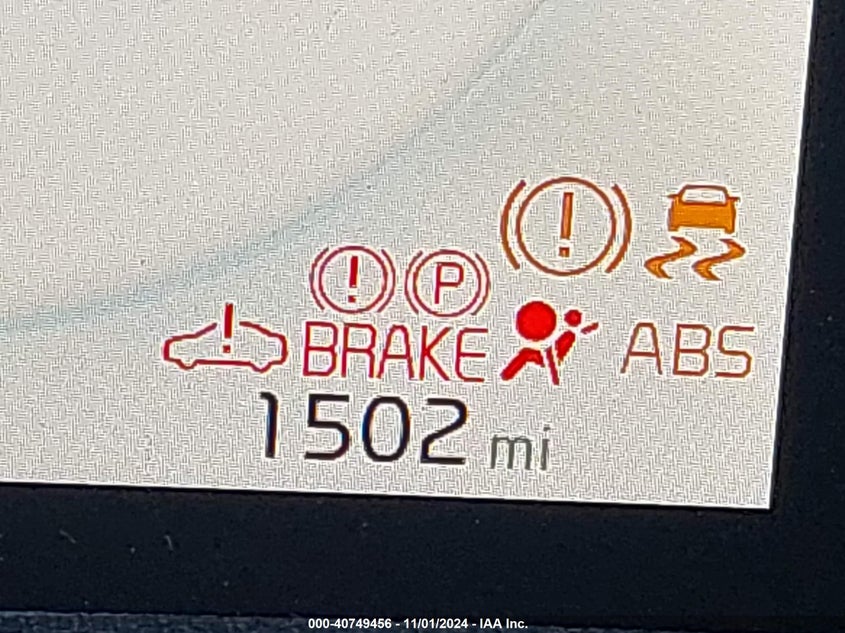 !
! P
! BRAKE ABS
1502 mi
000-40749456 - 11/01/2024 - IAA Inc.